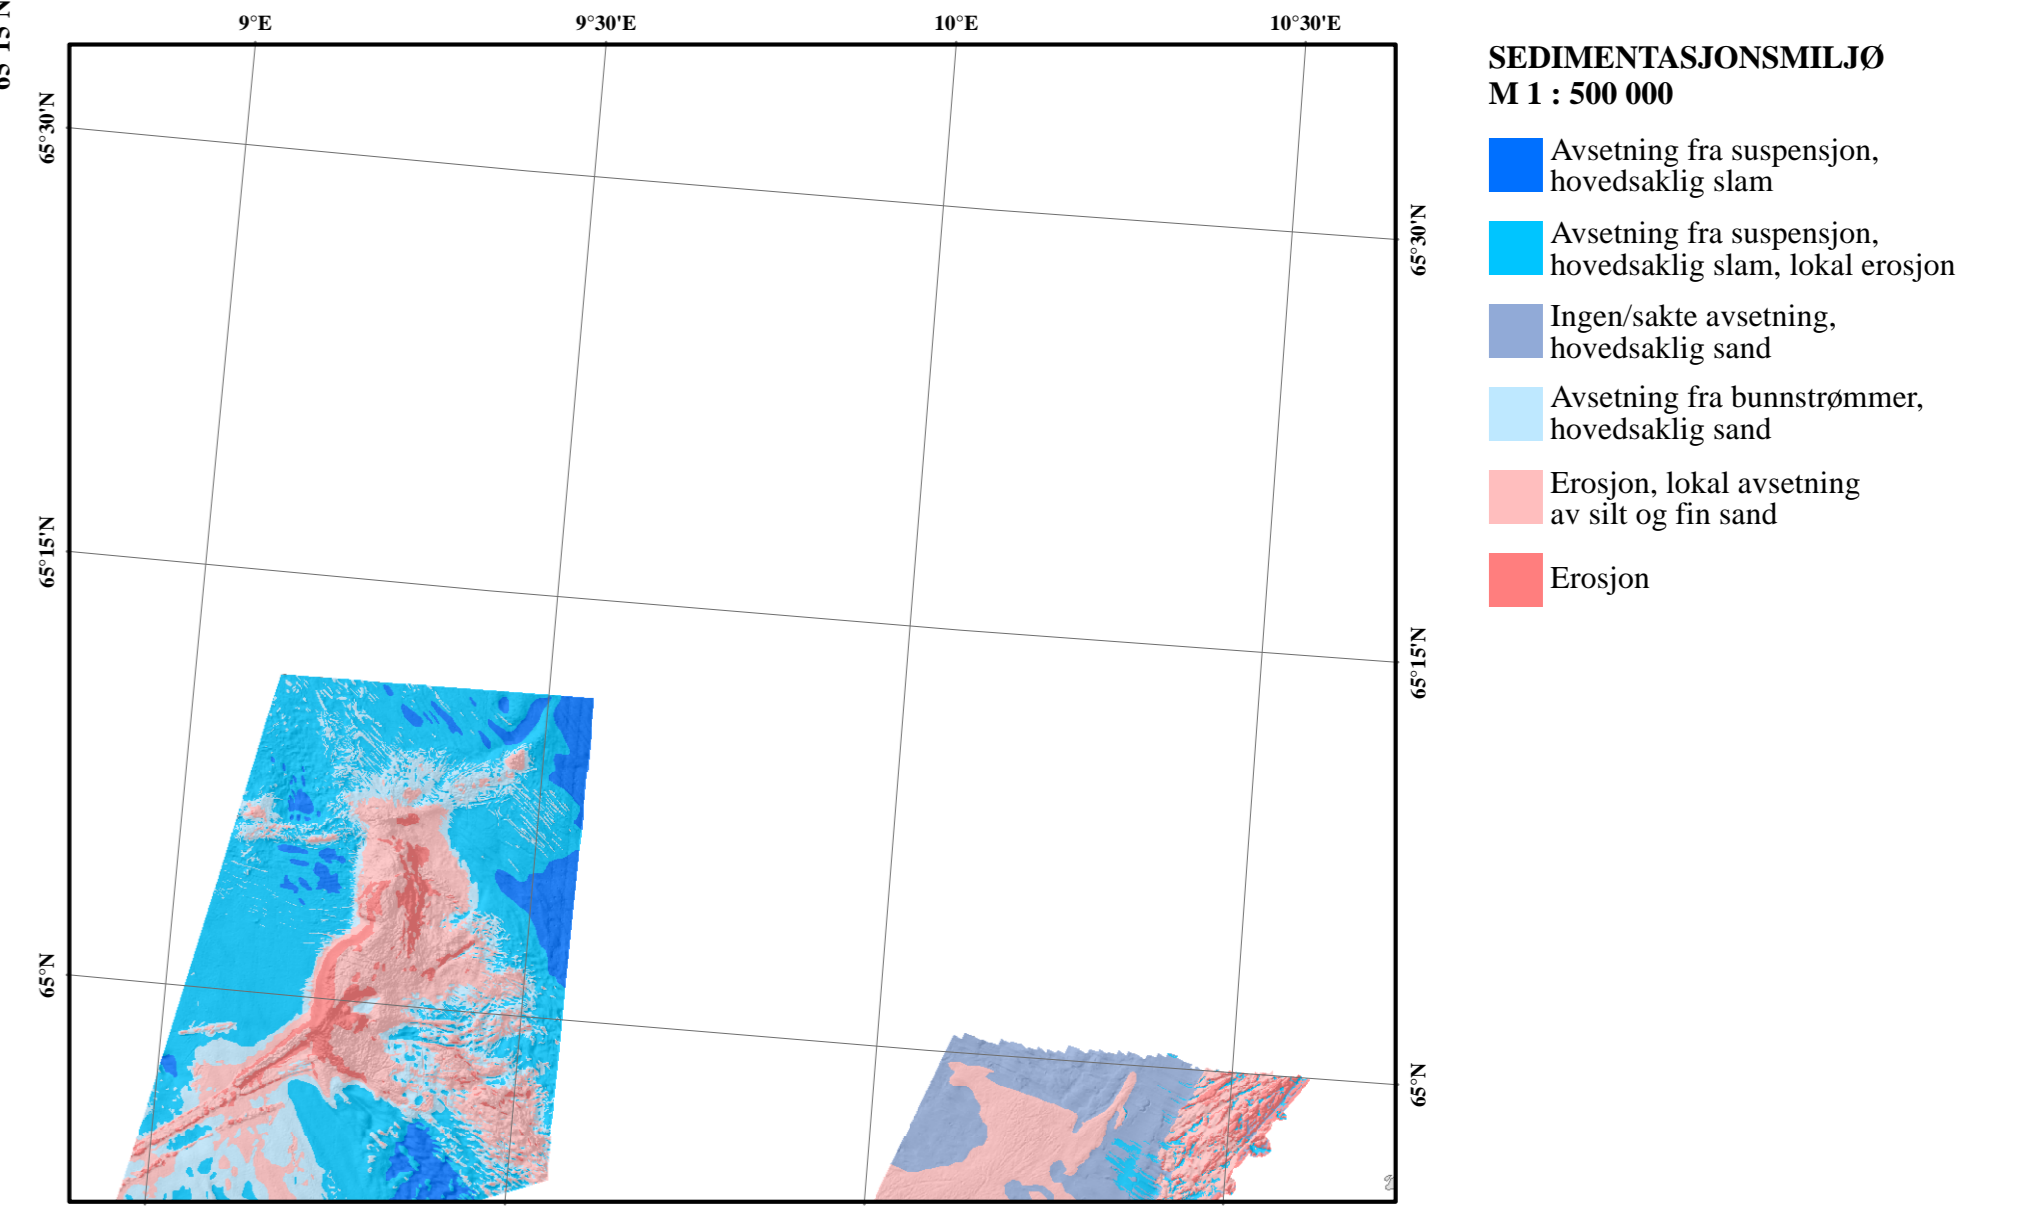 9°E
9°30'E
10°E
10°30'E
65°15'N
65°30'N
65°30'N
65°15'N
65°15'N
65°N
65°N
SEDIMENTASJONSMILJØ
M 1 : 500 000
Avsetning fra suspensjon,
hovedsaklig slam
Avsetning fra suspensjon,
hovedsaklig slam, lokal erosjon
Ingen/sakte avsetning,
hovedsaklig sand
Avsetning fra bunnstrømmer,
hovedsaklig sand
Erosjon, lokal avsetning
av silt og fin sand
Erosjon